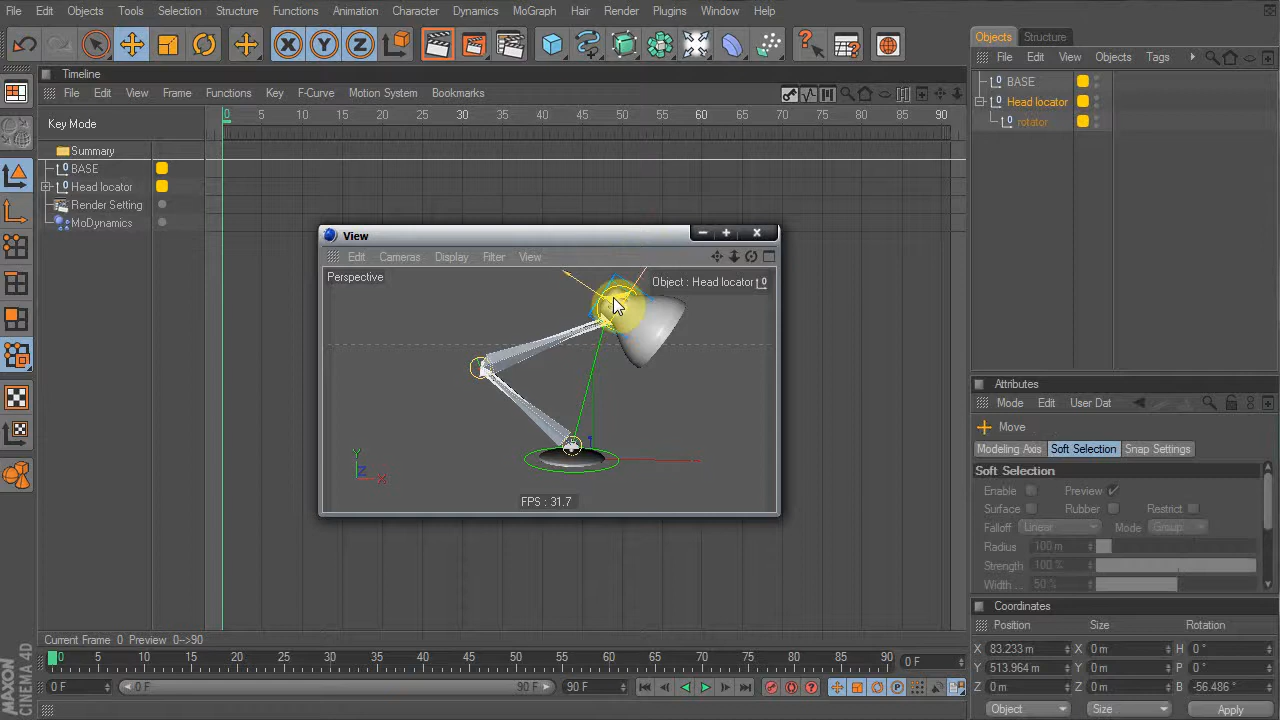 File Edit Objects Tools Selection Structure Functions Animation Character Dynamics MoGraph Hair Render Plugins Window Help
Objects Structure
File Edit View Objects Tags
BASE
Head locator
rotator
Timeline
File Edit View Frame Functions Key F-Curve Motion System Bookmarks
Key Mode
0 5 10 15 20 25 30 35 40 45 50 55 60 65 70 75 80 85 90
Summary
BASE
Head locator
Render Setting
MoDynamics
View
Edit Cameras Display Filter View
Perspective
Object : Head locator
Y
Z
X
FPS : 31.7
Attributes
Mode Edit User Dat
Move
Modeling Axis Soft Selection Snap Settings
Soft Selection
Enable Preview
Surface Rubber Restrict
Falloff Linear Mode Group
Radius 100 m
Strength 100 %
Width ... 50 %
Coordinates
Position Size Rotation
X 83.233 m X 0 m H 0 °
Y 513.964 m Y 0 m P 0 °
Z 0 m Z 0 m B -56.486 °
Object Size Apply
Current Frame 0 Preview 0-->90
0 5 10 15 20 25 30 35 40 45 50 55 60 65 70 75 80 85 90 0 F
0 F 0 F 90 F 90 F
MAXON
CINEMA 4D